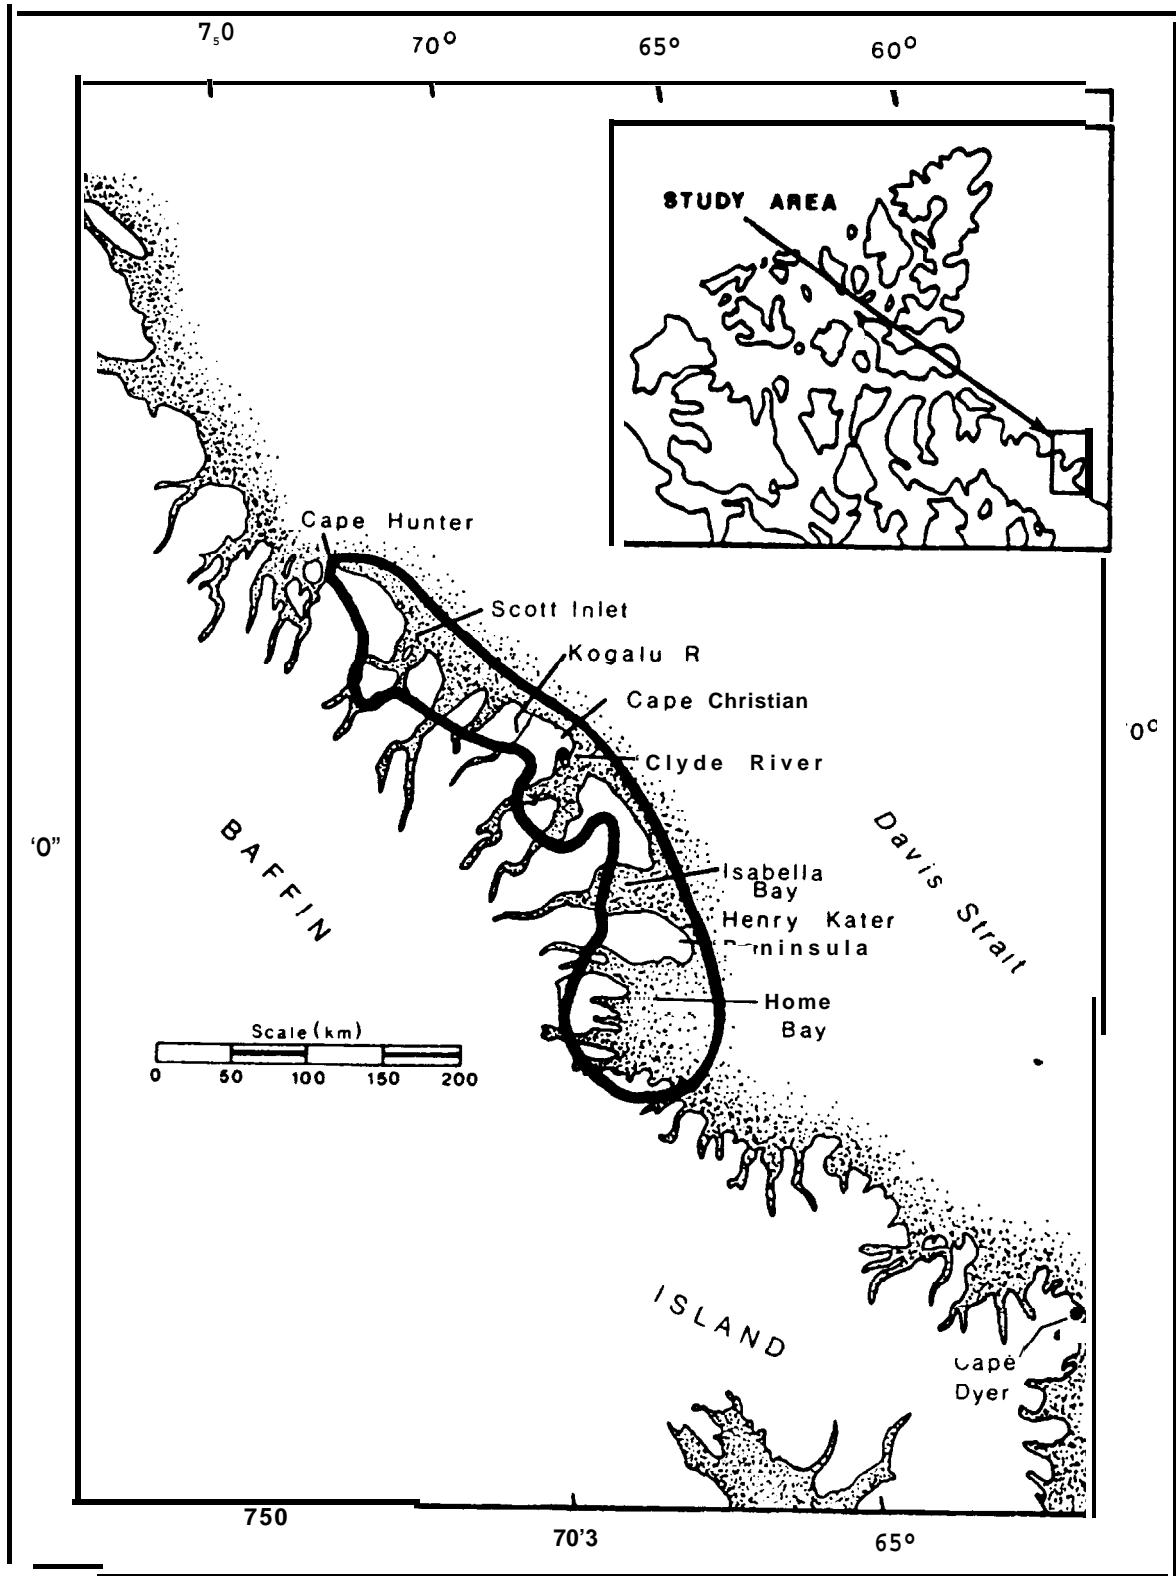 7₅0
70°
65°
60°
STUDY AREA
Cape Hunter
Scott Inlet
Kogalu R
Cape Christian
Clyde River
'0°
'0"
BAFFIN
Davis Strait
Isabella
Bay
Henry Kater
Home
Bay
Scale (km)
0 50 100 150 200
ISLAND
Cape
Dyer
750
70'3
65°